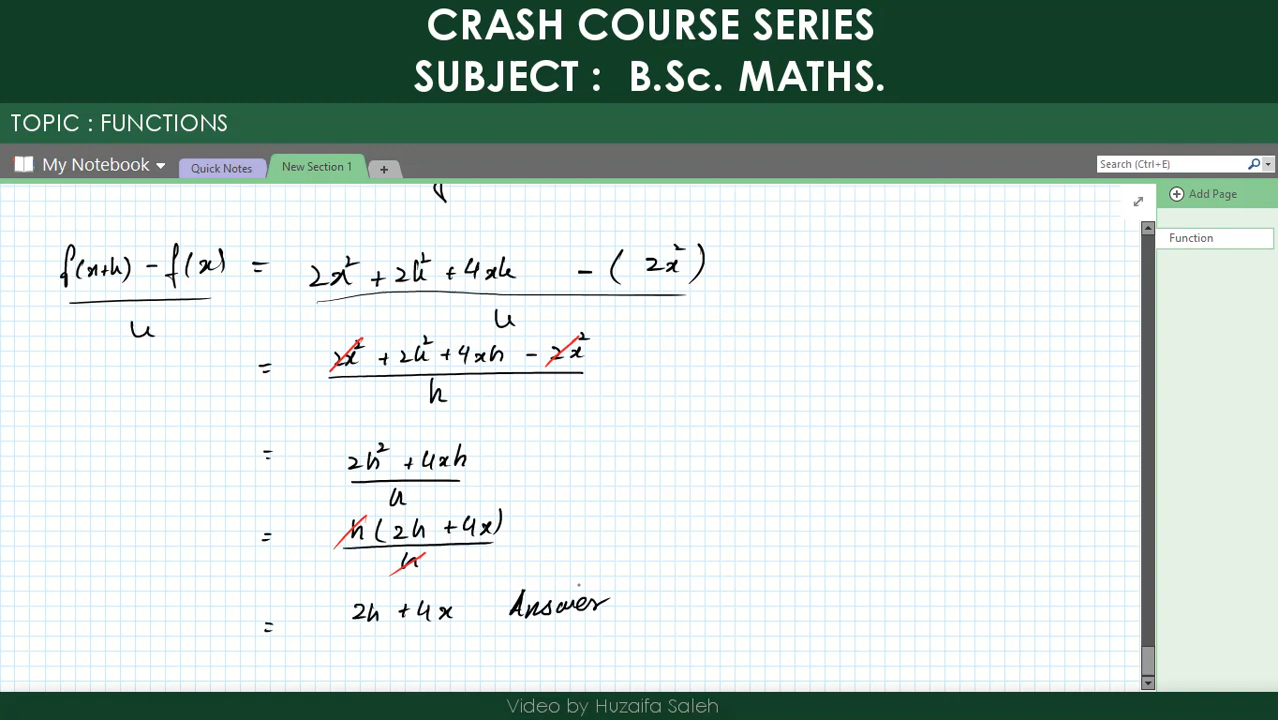 CRASH COURSE SERIES
SUBJECT : B.Sc. MATHS.
TOPIC : FUNCTIONS
My Notebook Quick Notes New Section 1 + Search (Ctrl+E)
Add Page
Function
f(x+h) - f(x) / h = 2x² + 2h² + 4xh - (2x²) / h
= 2x² + 2h² + 4xh - 2x² / h
= 2h² + 4xh / h
= h(2h + 4x) / h
= 2h + 4x Answer
Video by Huzaifa Saleh